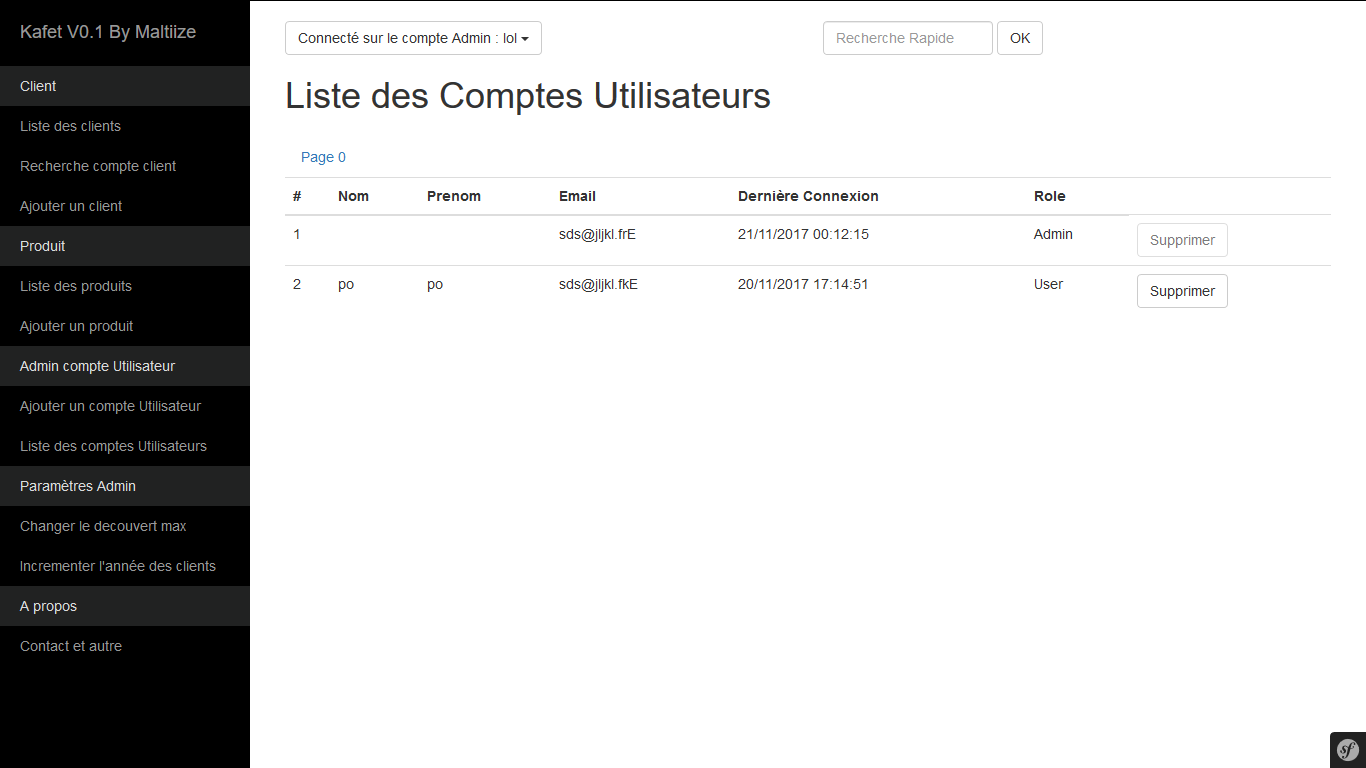 Kafet V0.1 By Maltiize
Client
Liste des clients
Recherche compte client
Ajouter un client
Produit
Liste des produits
Ajouter un produit
Admin compte Utilisateur
Ajouter un compte Utilisateur
Liste des comptes Utilisateurs
Paramètres Admin
Changer le decouvert max
Incrementer l'année des clients
A propos
Contact et autre
Connecté sur le compte Admin : lol
Recherche Rapide OK
Liste des Comptes Utilisateurs
Page 0
# Nom Prenom Email Dernière Connexion Role
1 sds@jljkl.frE 21/11/2017 00:12:15 Admin Supprimer
2 po po sds@jljkl.fkE 20/11/2017 17:14:51 User Supprimer
sf